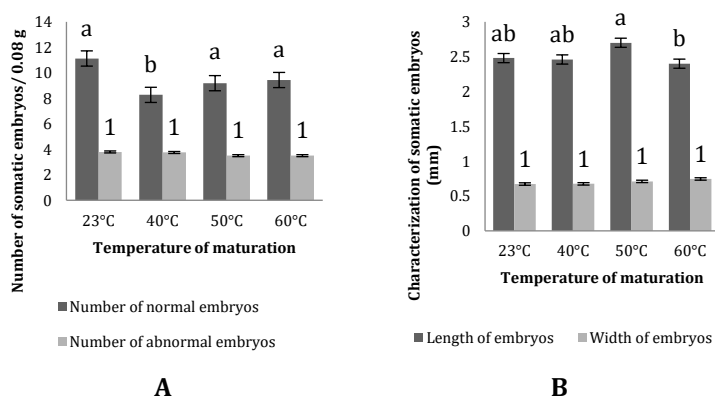 Number of somatic embryos/ 0.08 g
14
12
10
8
6
4
2
0
a
b
a
a
1
1
1
1
23°C 40°C 50°C 60°C
Temperature of maturation
Number of normal embryos
Number of abnormal embryos
A
Characterization of somatic embryos
(mm)
3
2.5
2
1.5
1
0.5
0
ab
ab
a
b
1
1
1
1
23°C 40°C 50°C 60°C
Temperature of maturation
Length of embryos Width of embryos
B